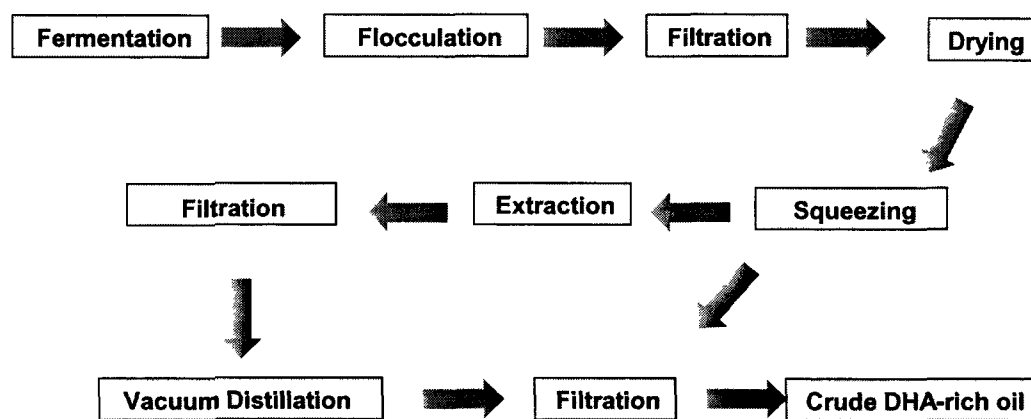 Fermentation
Flocculation
Filtration
Drying
Squeezing
Extraction
Filtration
Vacuum Distillation
Filtration
Crude DHA-rich oil